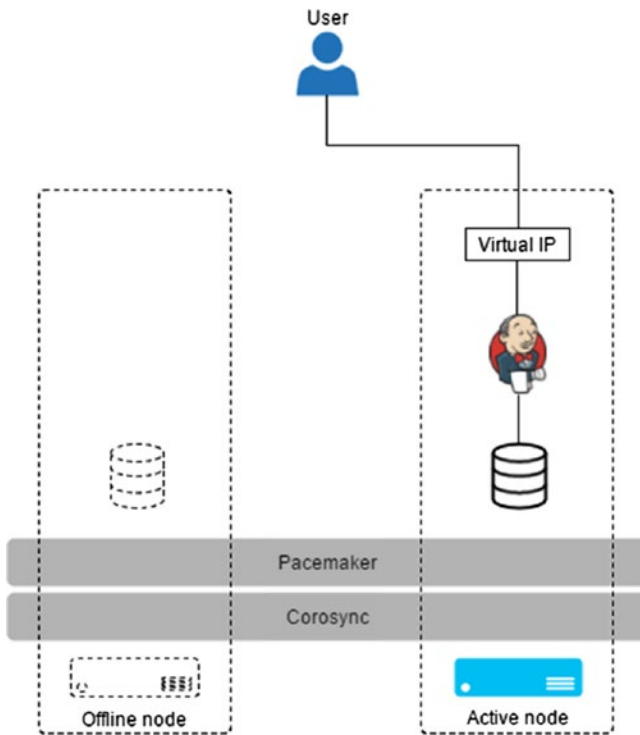 User
Virtual IP
Pacemaker
Corosync
Offline node
Active node